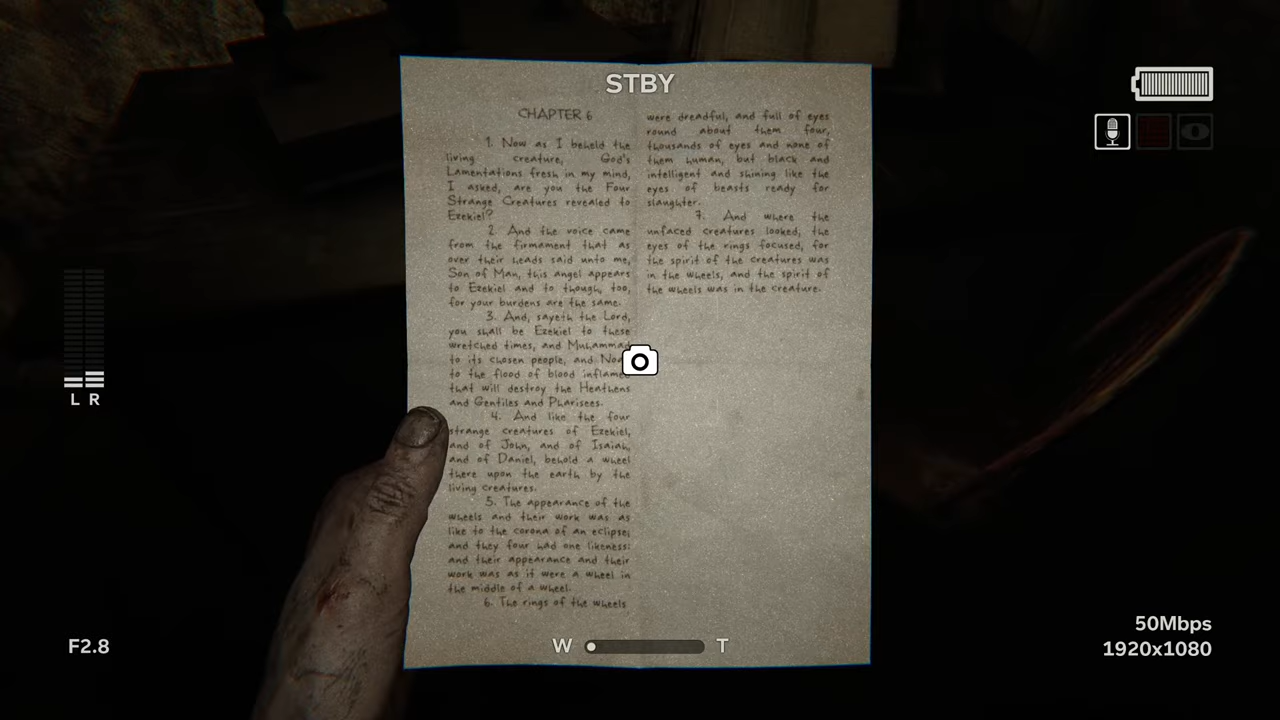 STBY
CHAPTER 6
1. Now as I beheld the
living creature, God's
Lamentations fresh in my mind,
I asked, are you the Four
Strange Creatures revealed to
Ezekiel?
2 And the voice came
from the firmament that as
over their heads said unto me,
Son of Man, this angel appears
to Ezekiel and to though, too,
for your burdens are the same.
3. And, sayeth the Lord,
you shall be Ezekiel to these
wretched times, and Muhammad
to its chosen people, and
to the flood of blood inflamed
that will destroy the Heathens
and Gentiles and Pharisees.
4. And like the four
strange creatures of Ezekiel,
and of John, and of Isaiah,
and of Daniel, behold a wheel
there upon the earth by the
living creatures.
5. The appearance of the
wheels and their work was as
like to the corona of an eclipse;
and they four had one likeness:
and their appearance and their
work was as it were a wheel in
the middle of a wheel.
6. The rings of the wheels
were dreadful, and full of eyes
round about them four,
thousands of eyes and none of
them human, but black and
intelligent and shining like the
eyes of beasts ready for
slaughter.
7. And where the
unfaced creatures looked, the
eyes of the rings focused, for
the spirit of the creatures was
in the wheels, and the spirit of
the wheels was in the creature.
L R
F2.8
W T
50Mbps
1920x1080